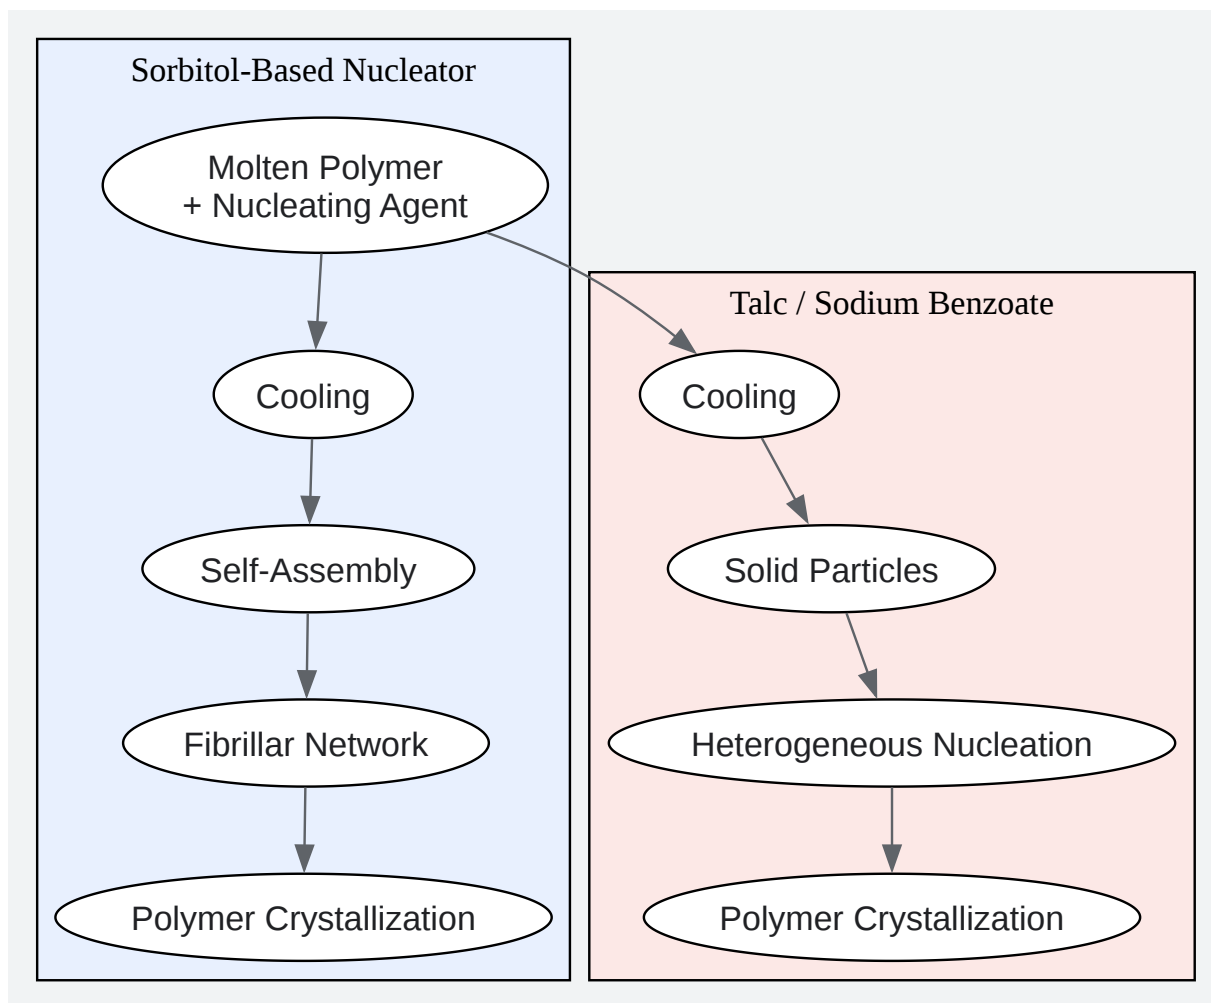 Sorbitol-Based Nucleator
Molten Polymer
+ Nucleating Agent
Cooling
Self-Assembly
Fibrillar Network
Polymer Crystallization
Talc / Sodium Benzoate
Cooling
Solid Particles
Heterogeneous Nucleation
Polymer Crystallization